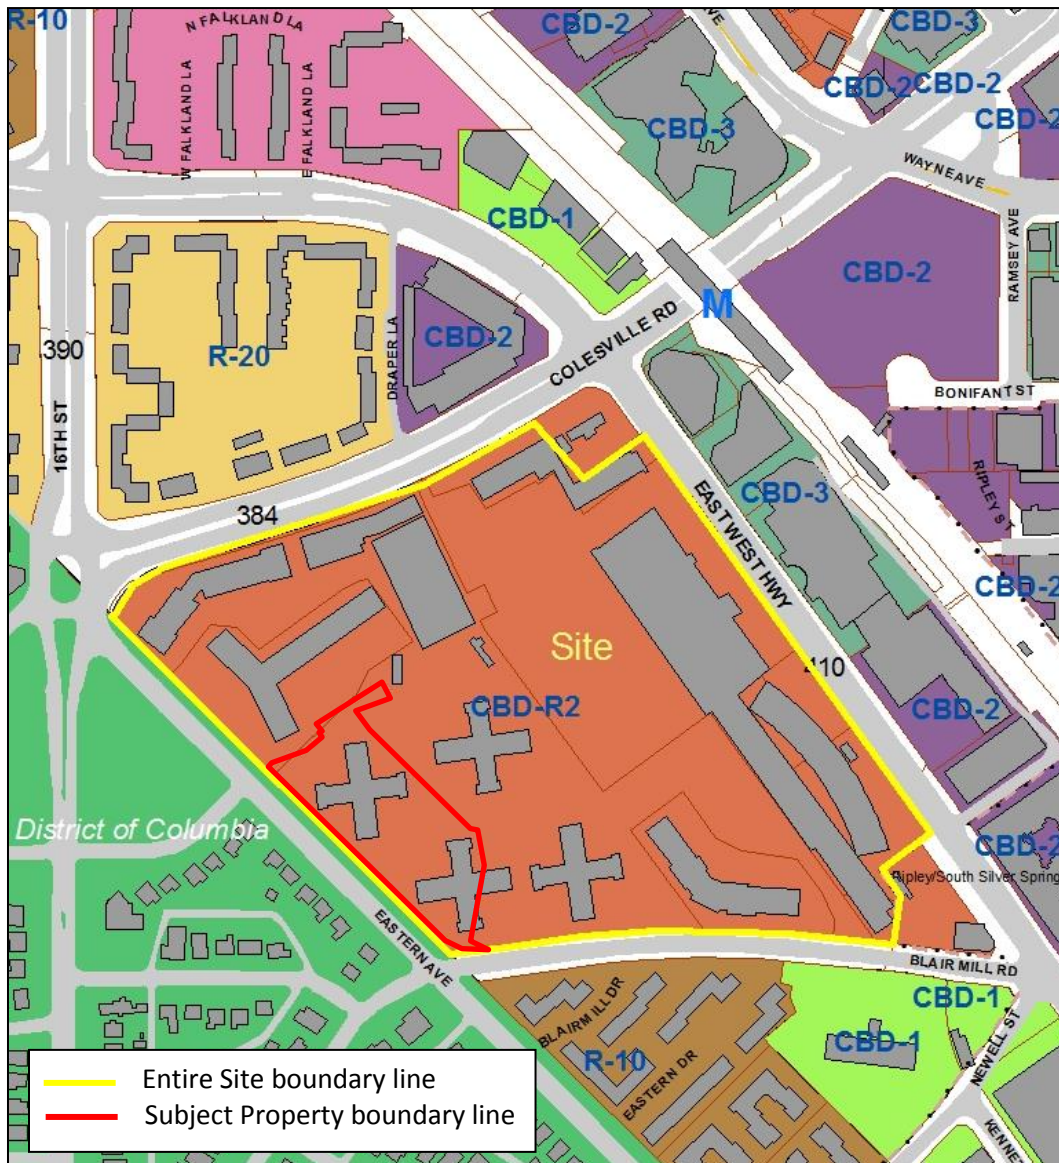 R-10
N FALKLAND LA
CBD-2
AVE
CBD-3
W FALKLAND LA
E FALKLAND LA
CBD-3
CBD-2
CBD-2
CBD-2
WAYNE AVE
CBD-1
CBD-2
RAMSEY AVE
M
COLESVILLE RD
CBD-2
R-20
390
DRAPER LA
16TH ST
BONIFANT ST
RIPLEY ST
CBD-3
EAST WEST HWY
384
CBD-2
Site
410
CBD-R2
CBD-2
District of Columbia
CBD-2
Ripley/South Silver Spring
EASTERN AVE
BLAIR MILL RD
CBD-1
BLAIR MILL DR
CBD-1
NEWELL ST
R-10
EASTERN DR
KENNE
Entire Site boundary line
Subject Property boundary line